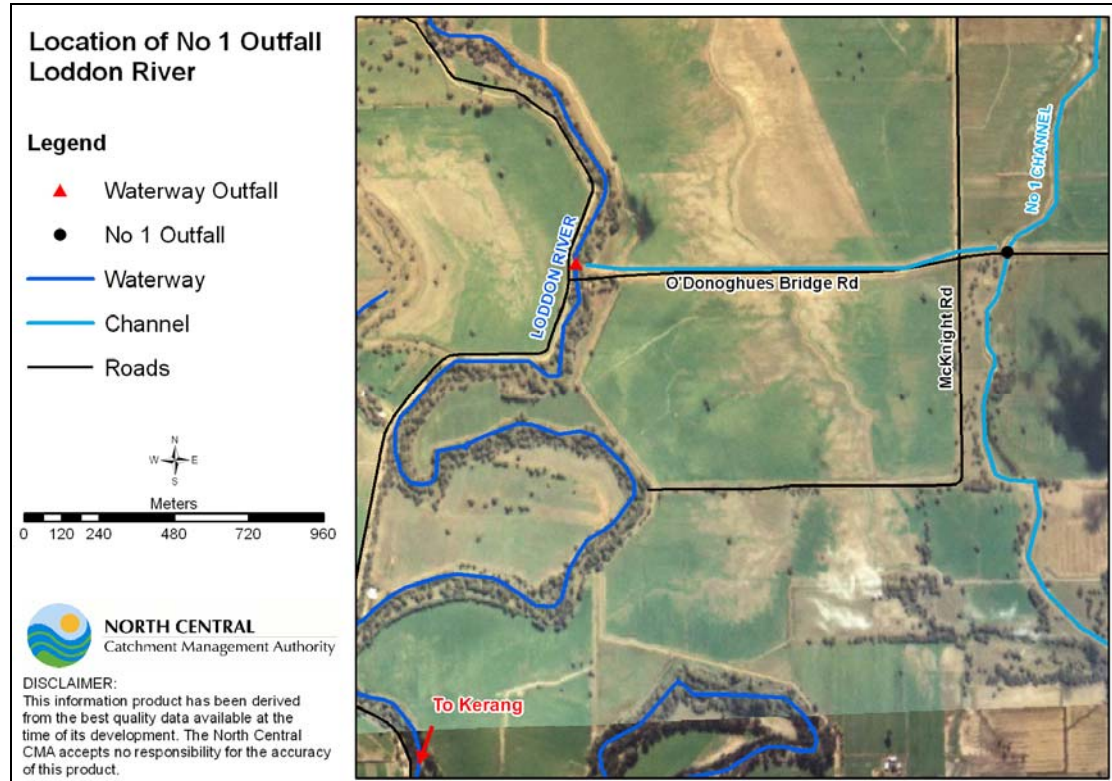 Location of No 1 Outfall
Loddon River
Legend
Waterway Outfall
No 1 Outfall
Waterway
Channel
Roads
N
W E
S
Meters
0 120 240 480 720 960
NORTH CENTRAL
Catchment Management Authority
DISCLAIMER:
This information product has been derived
from the best quality data available at the
time of its development. The North Central
CMA accepts no responsibility for the accuracy
of this product.
No 1 CHANNEL
LODDON RIVER
O'Donoghues Bridge Rd
McKnight Rd
To Kerang